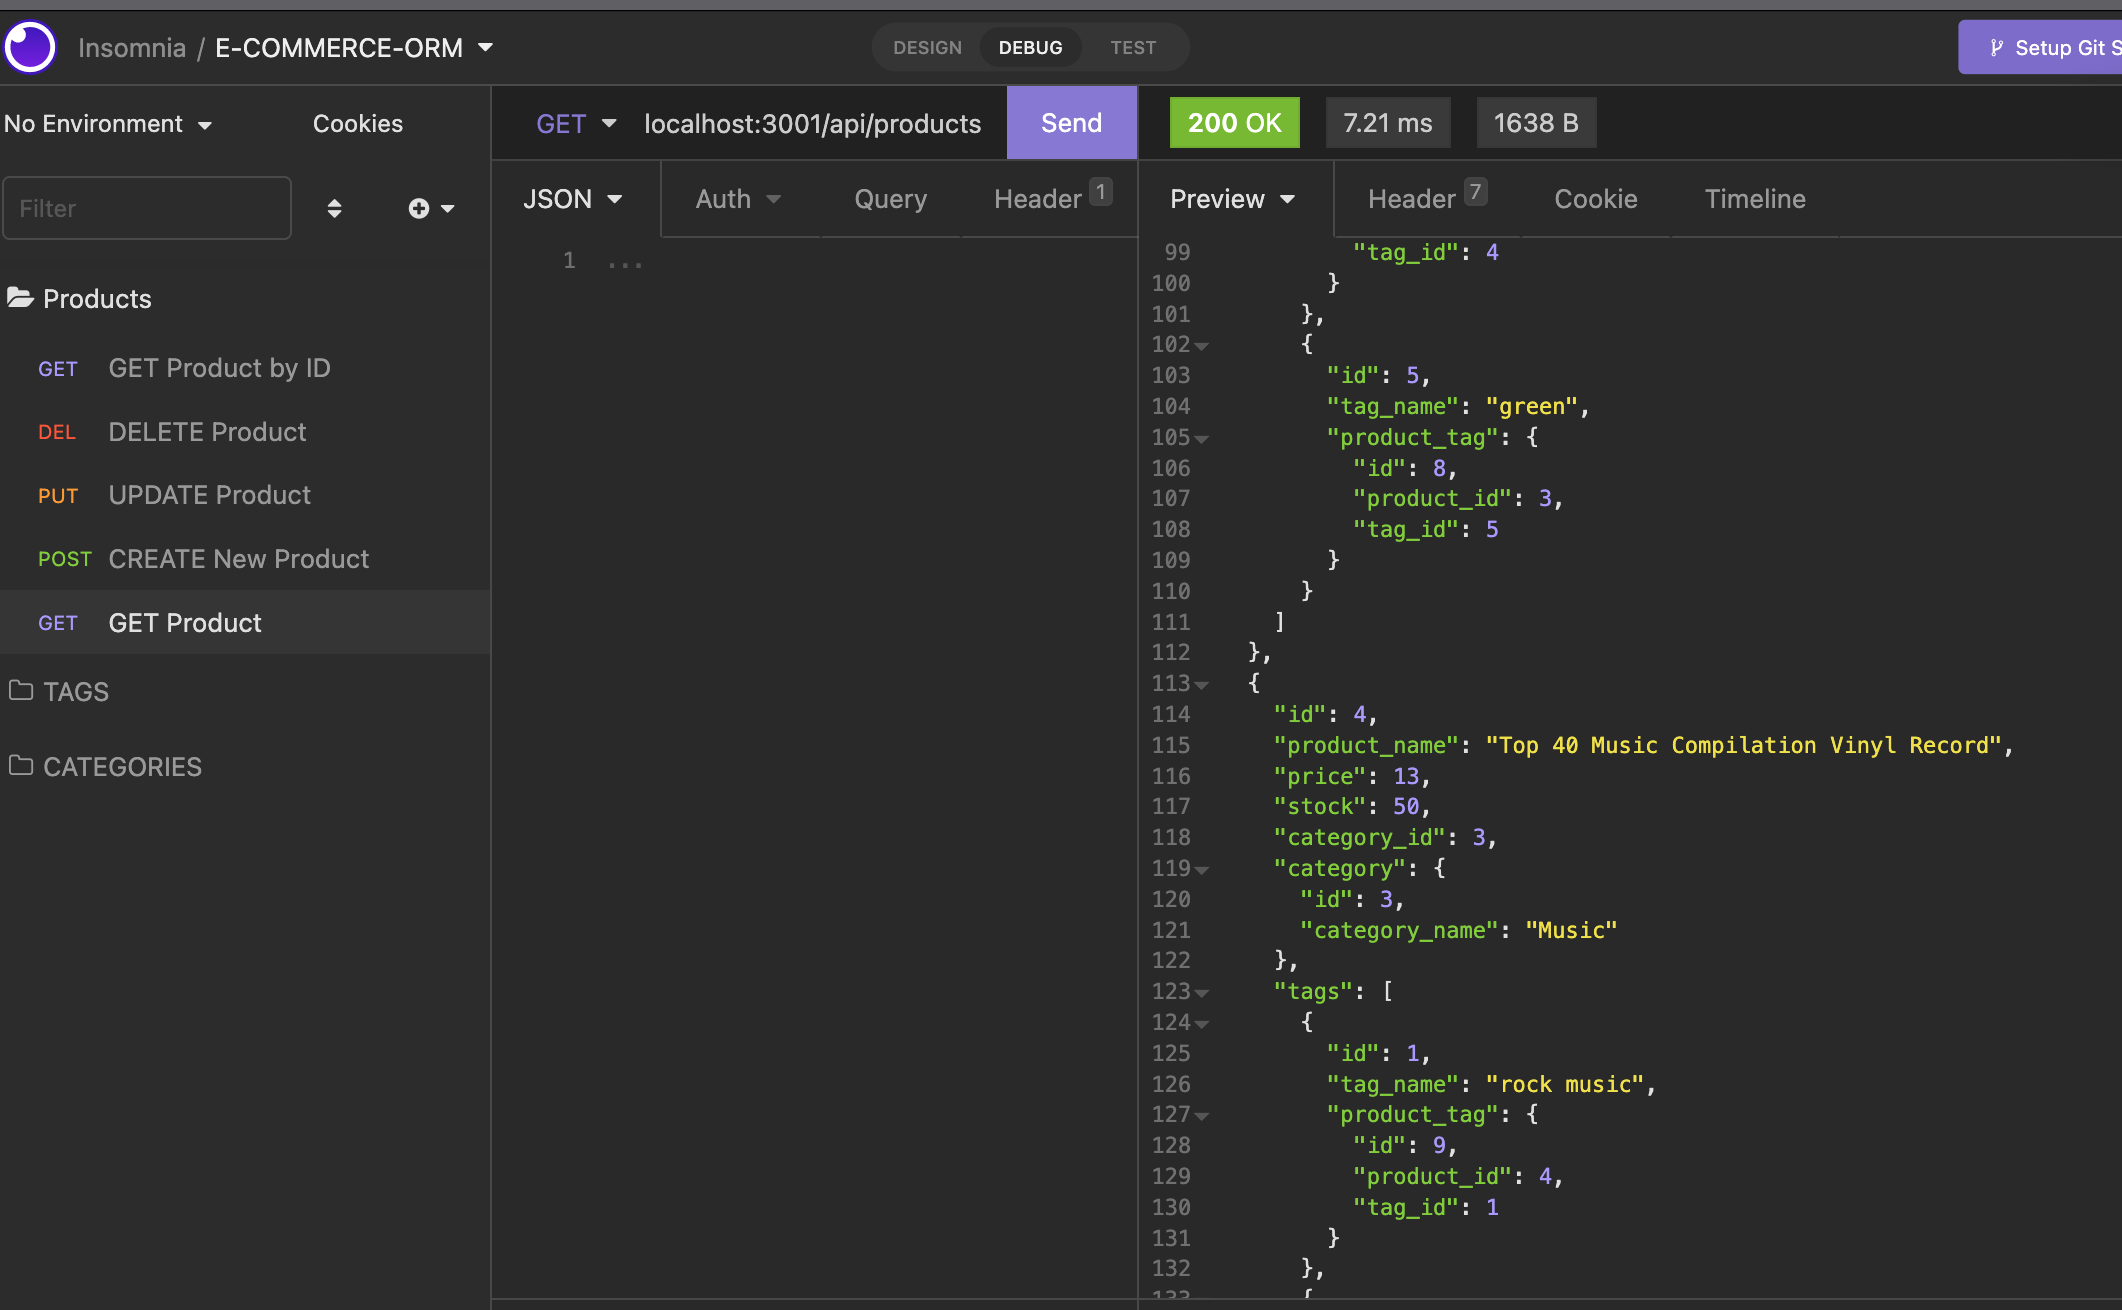 Insomnia / E-COMMERCE-ORM
DESIGN DEBUG TEST
Setup Git S
No Environment Cookies
GET localhost:3001/api/products Send
200 OK 7.21 ms 1638 B
Filter
JSON Auth Query Header 1
Preview Header 7 Cookie Timeline
Products
GET GET Product by ID
DEL DELETE Product
PUT UPDATE Product
POST CREATE New Product
GET GET Product
TAGS
CATEGORIES
1 ...
99 "tag_id": 4
100 }
101 },
102 {
103 "id": 5,
104 "tag_name": "green",
105 "product_tag": {
106 "id": 8,
107 "product_id": 3,
108 "tag_id": 5
109 }
110 }
111 ]
112 },
113 {
114 "id": 4,
115 "product_name": "Top 40 Music Compilation Vinyl Record",
116 "price": 13,
117 "stock": 50,
118 "category_id": 3,
119 "category": {
120 "id": 3,
121 "category_name": "Music"
122 },
123 "tags": [
124 {
125 "id": 1,
126 "tag_name": "rock music",
127 "product_tag": {
128 "id": 9,
129 "product_id": 4,
130 "tag_id": 1
131 }
132 },
133 {